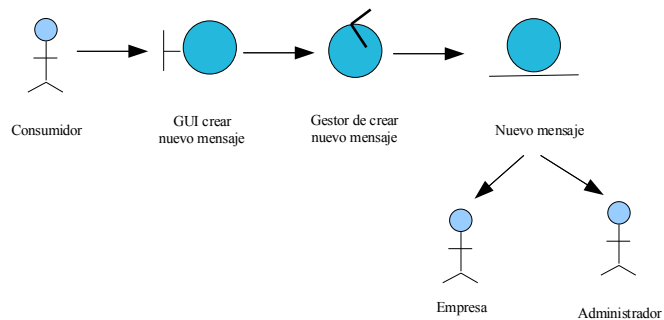 Consumidor
GUI crear
nuevo mensaje
Gestor de crear
nuevo mensaje
Nuevo mensaje
Empresa
Administrador